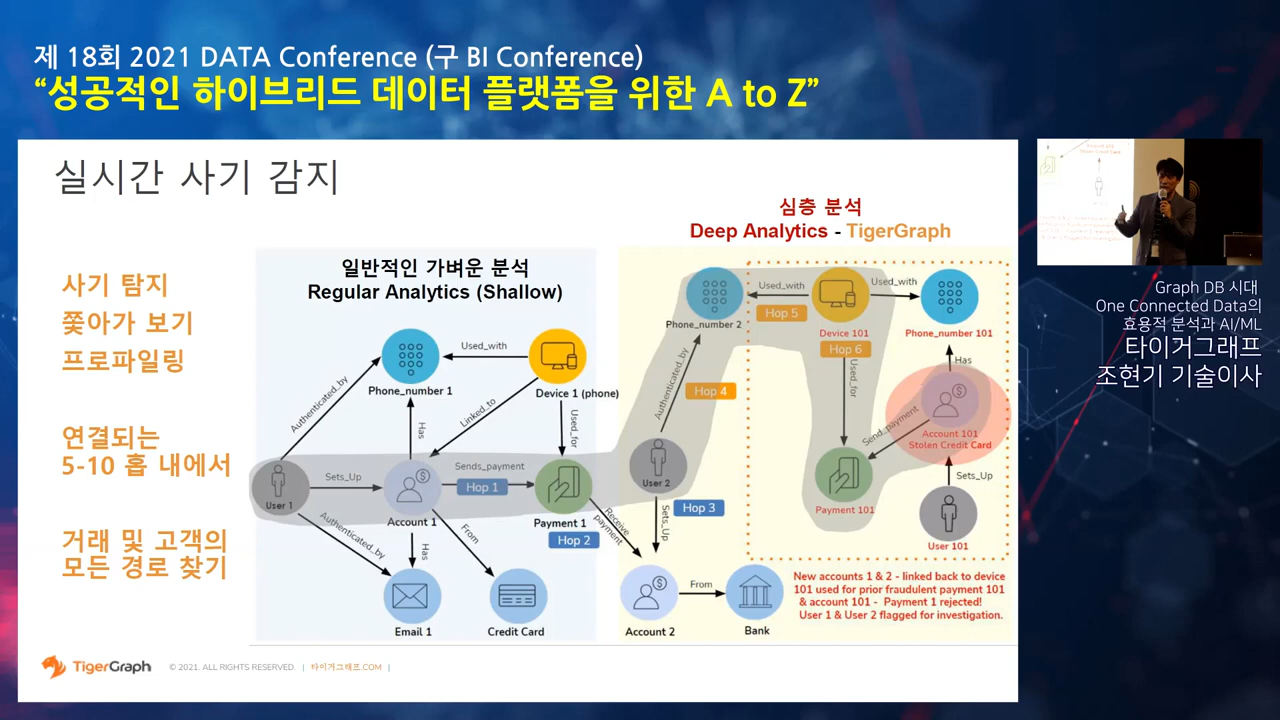 제 18회 2021 DATA Conference (구 BI Conference)
“성공적인 하이브리드 데이터 플랫폼을 위한 A to Z”
실시간 사기 감지
사기 탐지
쫓아가 보기
프로파일링
연결되는
5-10 홉 내에서
거래 및 고객의
모든 경로 찾기
일반적인 가벼운 분석
Regular Analytics (Shallow)
심층 분석
Deep Analytics - TigerGraph
Phone_number 1
Used_with
Device 1 (phone)
Authenticated_by
Has
Linked_to
Used_for
User 1
Sets_Up
Account 1
Sends_payment
Hop 1
Payment 1
Hop 2
Authenticated_by
Has
From
Receive
payment
Email 1
Credit Card
Phone_number 2
Used_with
Hop 5
Device 101
Hop 6
Used_with
Phone_number 101
Authenticated_by
Hop 4
Used_for
Has
User 2
Send_payment
Account 101
Stolen Credit Card
Hop 3
Sets_Up
Payment 101
Sets_Up
User 101
Account 2
From
Bank
New accounts 1 & 2 - linked back to device
101 used for prior fraudulent payment 101
& account 101 - Payment 1 rejected!
User 1 & User 2 flagged for investigation.
TigerGraph
© 2021. ALL RIGHTS RESERVED. | 타이거그래프.COM |
Graph DB 시대
One Connected Data의
효용적 분석과 AI/ML
타이거그래프
조현기 기술이사